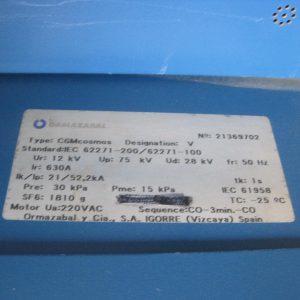 ORMAZABAL
Nº: 21369702
Type: CGMcosmos Designation: V
Standard:IEC 62271-200/62271-100
Ur: 12 kV Up: 75 kV Ud: 28 kV fr: 50 Hz
Ir: 630A
Ik/Ip: 21/52,2kA tk: 1s
Pre: 30 kPa Pme: 15 kPa IEC 61958
SF6: 1810 g TC: -25 ºC
Motor Ua:220VAC Sequence:CO-3min.-CO
Ormazabal y Cia., S.A. IGORRE (Vizcaya) Spain